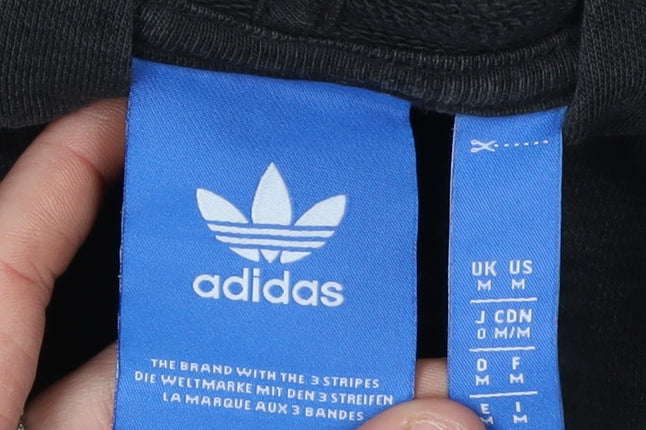 adidas
THE BRAND WITH THE 3 STRIPES
DIE WELTMARKE MIT DEN 3 STREIFEN
LA MARQUE AUX 3 BANDES
UK US
M M
J CDN
O M/M
D F
M M
E I
M M